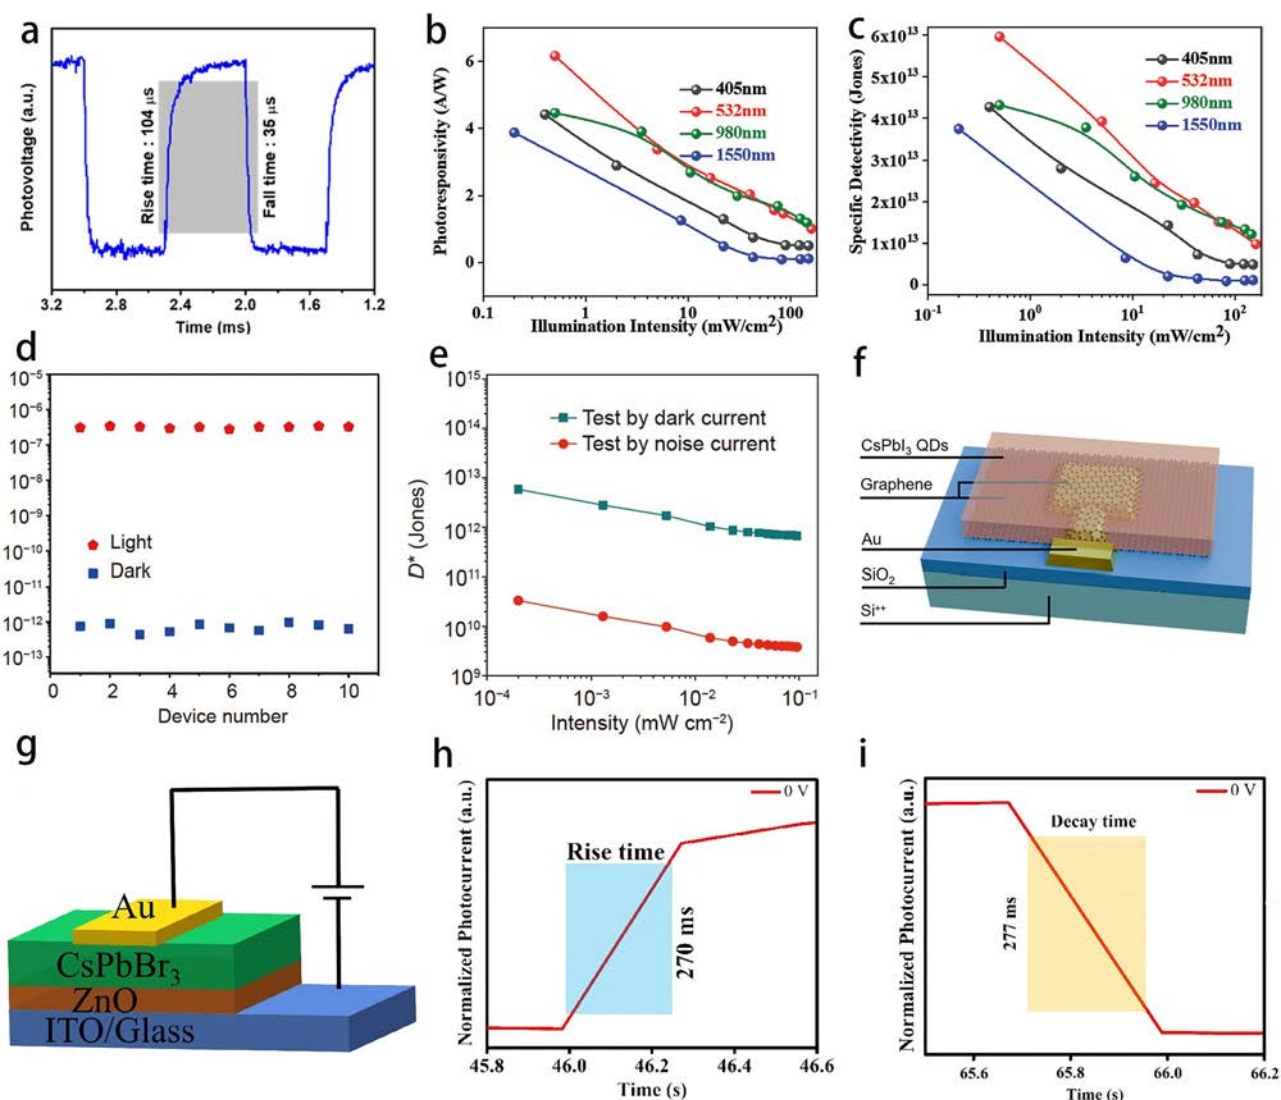 a
Photovoltage (a.u.)
Rise time : 104 μs
Fall time : 35 μs
3.2 2.8 2.4 2.0 1.6 1.2
Time (ms)
b
Photoresponsivity (A/W)
6
4
2
0
405nm
532nm
980nm
1550nm
0.1 1 10 100
Illumination Intensity (mW/cm²)
c
Specific Detectivity (Jones)
6x10¹³
5x10¹³
4x10¹³
3x10¹³
2x10¹³
1x10¹³
0
405nm
532nm
980nm
1550nm
10⁻¹ 10⁰ 10¹ 10²
Illumination Intensity (mW/cm²)
d
10⁻⁵
10⁻⁶
10⁻⁷
10⁻⁸
10⁻⁹
10⁻¹⁰
10⁻¹¹
10⁻¹²
10⁻¹³
Light
Dark
0 2 4 6 8 10
Device number
e
D* (Jones)
10¹⁵
10¹⁴
10¹³
10¹²
10¹¹
10¹⁰
10⁹
Test by dark current
Test by noise current
10⁻⁴ 10⁻³ 10⁻² 10⁻¹
Intensity (mW cm⁻²)
f
CsPbI₃ QDs
Graphene
Au
SiO₂
Si⁺⁺
g
Au
CsPbBr₃
ZnO
ITO/Glass
h
Normalized Photocurrent (a.u.)
0 V
Rise time
270 ms
45.8 46.0 46.2 46.4 46.6
Time (s)
i
Normalized Photocurrent (a.u.)
0 V
Decay time
277 ms
65.6 65.8 66.0 66.2
Time (s)